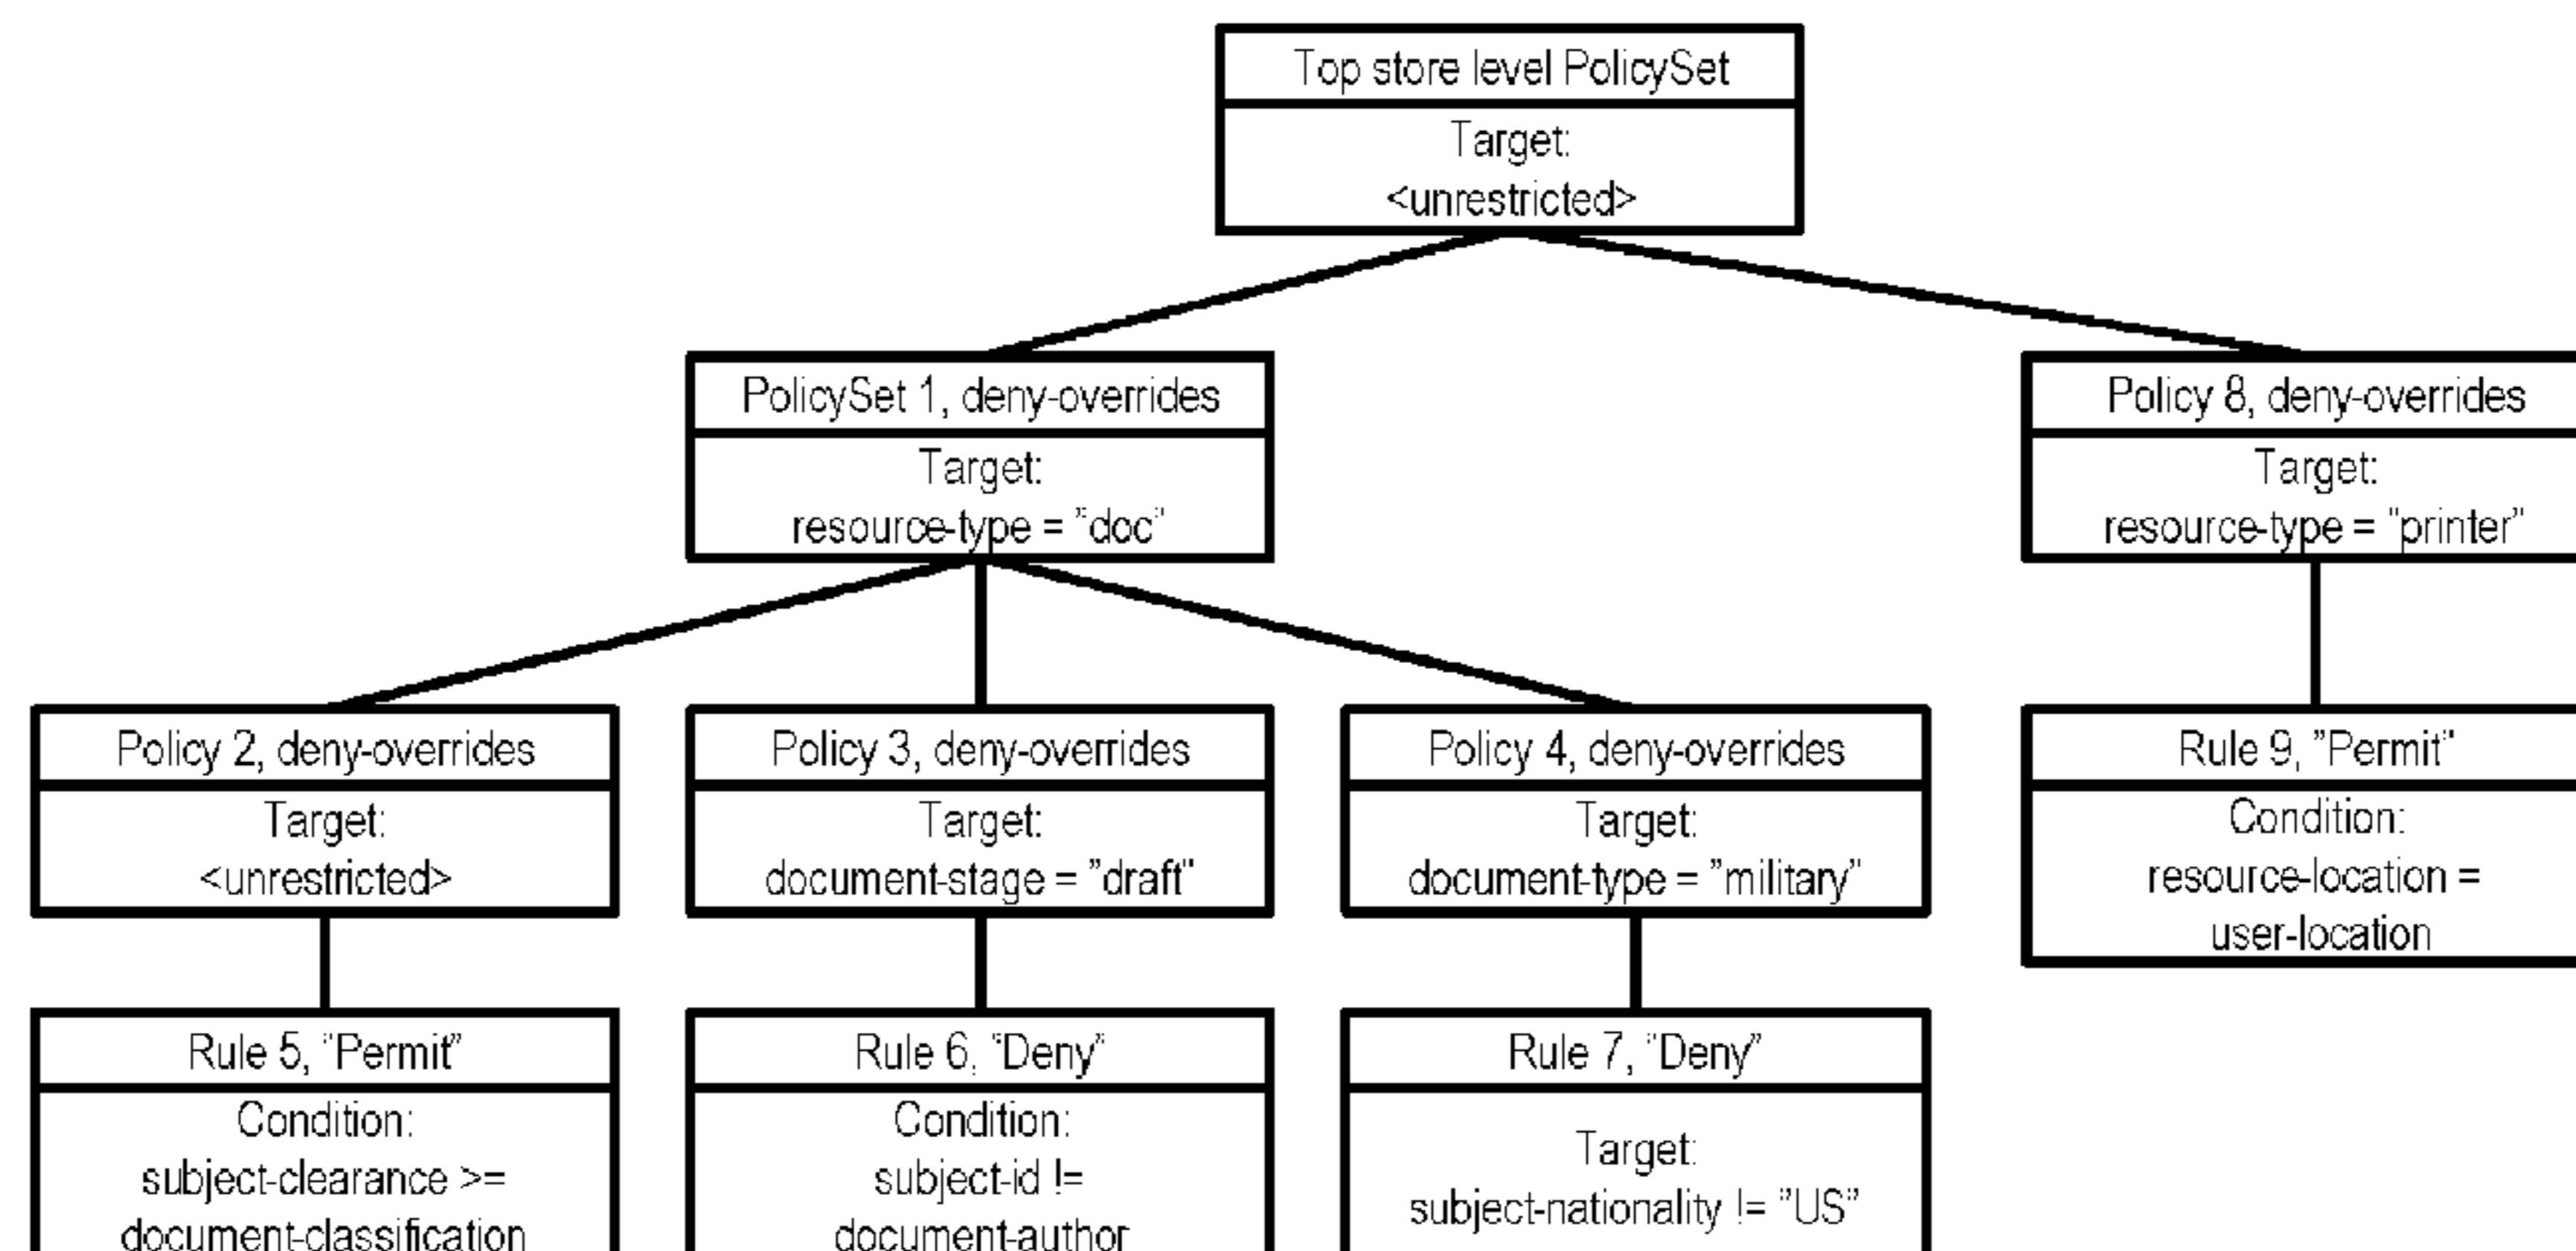 Top store level PolicySet
Target:
<unrestricted>
PolicySet 1, deny-overrides
Target:
resource-type = ”doc“
Policy 8, deny-overrides
Target:
resource-type = ”printer”
Policy 2, deny-overrides
Target:
<unrestricted>
Policy 3, deny-overrides
Target:
document-stage = ”draft“
Policy 4, deny-overrides
Target:
document-type = ”military”
Rule 9, ”Permit“
Condition:
resource-location =
user-location
Rule 5, “Permit”
Condition:
subject-clearance >=
document-classification
Rule 6, “Deny”
Condition:
subject-id !=
document-author
Rule 7, “Deny”
Target:
subject-nationality != ”US”